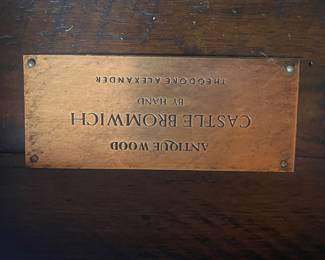 ANTIQUE WOOD
CASTLE BROMWICH
BY HAND
THEODORE ALEXANDER